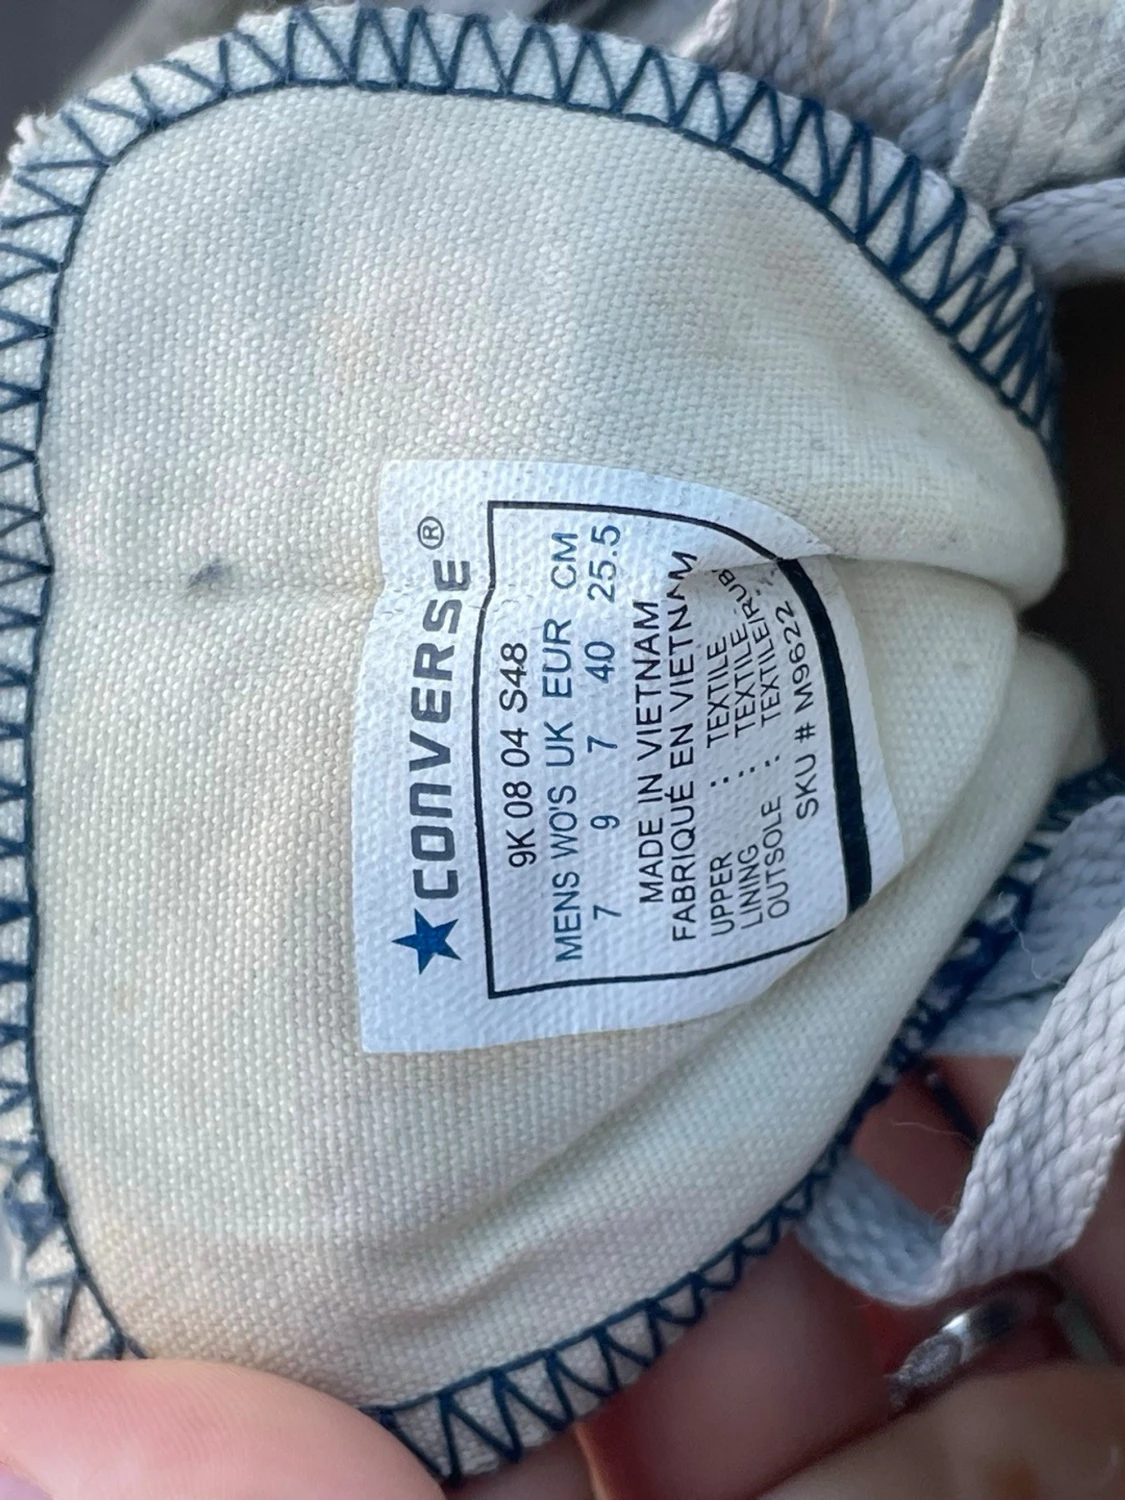 ★ CONVERSE®
9K 08 04 S48
MENS WO'S UK EUR CM
7 9 7 40 25.5
MADE IN VIETNAM
FABRIQUÉ EN VIETNAM
UPPER : TEXTILE
LINING : TEXTILE
OUTSOLE : TEXTILE/RUB
SKU # M9622